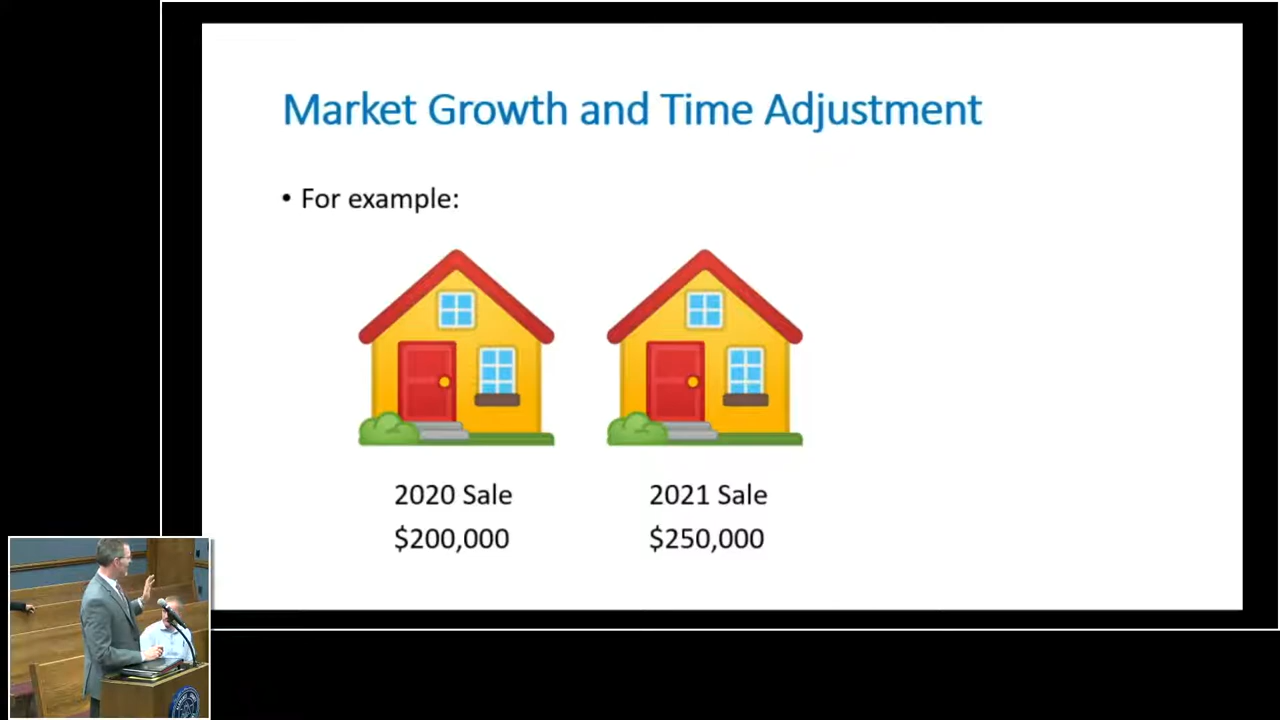 Market Growth and Time Adjustment
• For example:
2020 Sale
$200,000
2021 Sale
$250,000